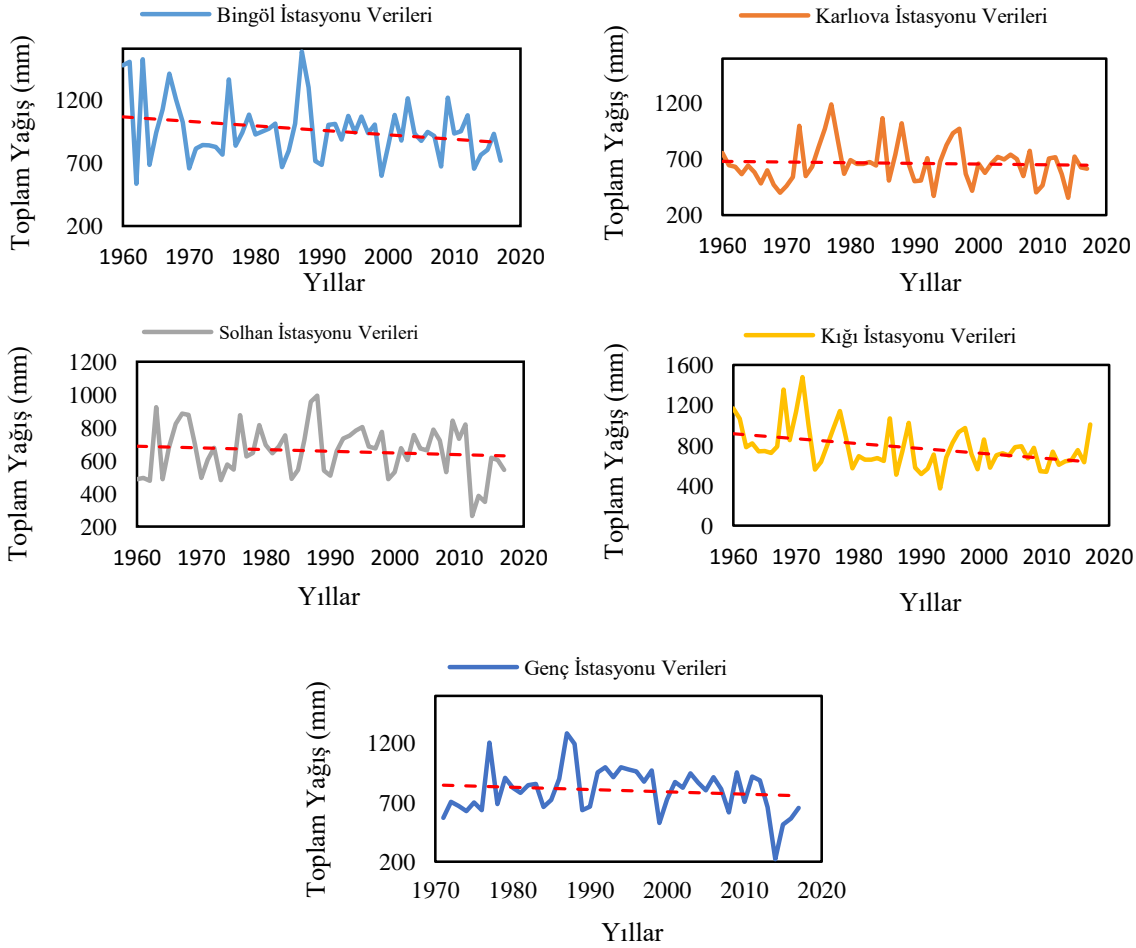 Bingöl İstasyonu Verileri
Toplam Yağış (mm)
1200
700
200
1960 1970 1980 1990 2000 2010 2020
Yıllar
Karlıova İstasyonu Verileri
Toplam Yağış (mm)
1200
700
200
1960 1970 1980 1990 2000 2010 2020
Yıllar
Solhan İstasyonu Verileri
Toplam Yağış (mm)
1200
1000
800
600
400
200
1960 1970 1980 1990 2000 2010 2020
Yıllar
Kığı İstasyonu Verileri
Toplam Yağış (mm)
1600
1200
800
400
0
1960 1970 1980 1990 2000 2010 2020
Yıllar
Genç İstasyonu Verileri
Toplam Yağış (mm)
1200
700
200
1970 1980 1990 2000 2010 2020
Yıllar